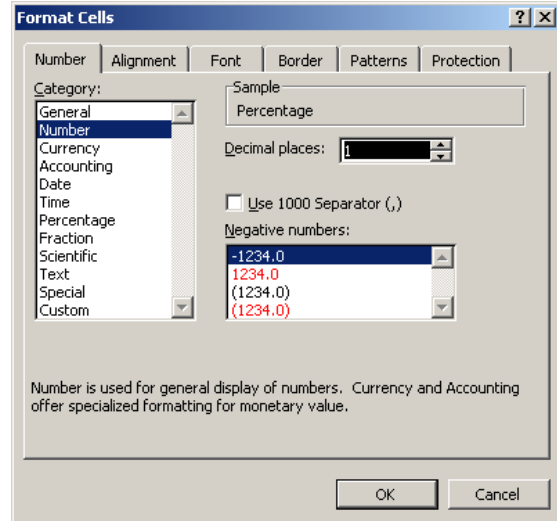 Format Cells
Number Alignment Font Border Patterns Protection
Category:
General
Number
Currency
Accounting
Date
Time
Percentage
Fraction
Scientific
Text
Special
Custom
Sample
Percentage
Decimal places: 1
Use 1000 Separator (,)
Negative numbers:
-1234.0
1234.0
(1234.0)
(1234.0)
Number is used for general display of numbers. Currency and Accounting
offer specialized formatting for monetary value.
OK Cancel